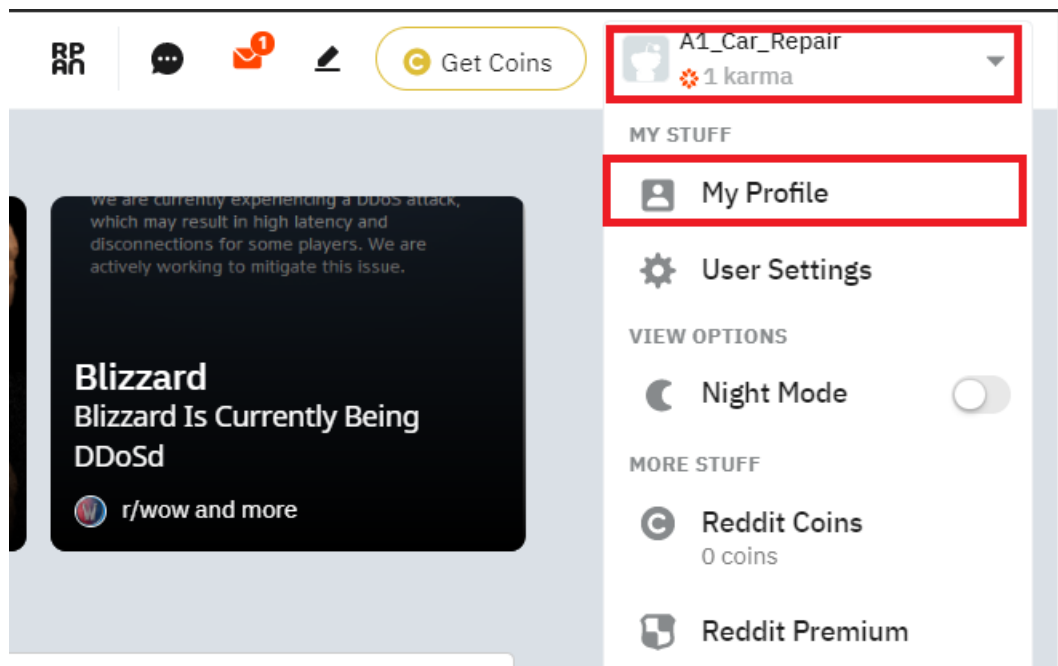 RP
AN
1
C Get Coins
A1_Car_Repair
1 karma
MY STUFF
My Profile
User Settings
VIEW OPTIONS
Night Mode
MORE STUFF
C Reddit Coins
0 coins
Reddit Premium
We are currently experiencing a DDoS attack,
which may result in high latency and
disconnections for some players. We are
actively working to mitigate this issue.
Blizzard
Blizzard Is Currently Being
DDoSd
W r/wow and more